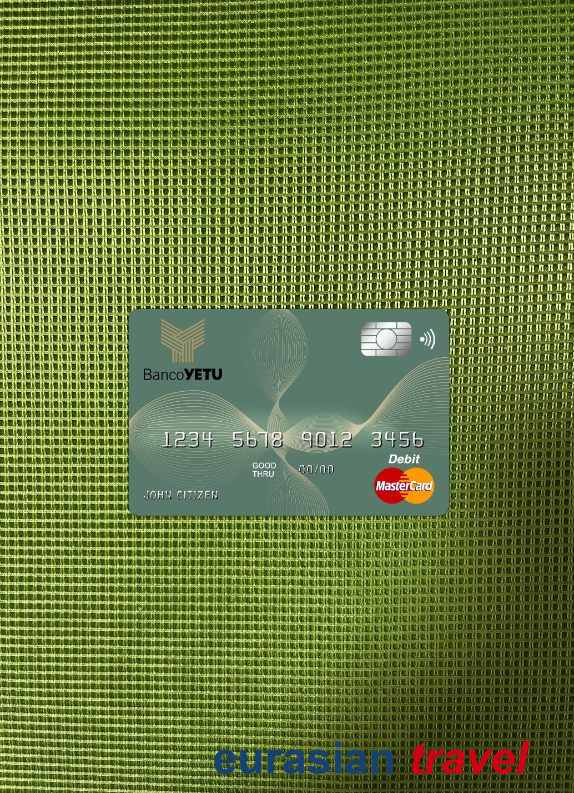 BancoYETU
1234 5678 9012 3456
GOOD THRU 00/00
Debit
MasterCard
JOHN CITIZEN
eurasian travel